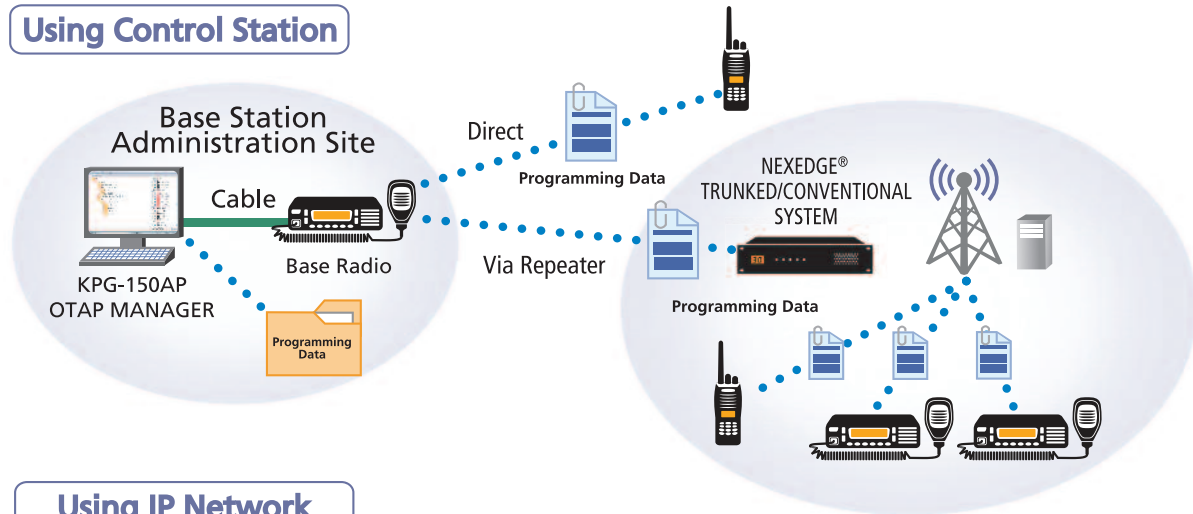 Using Control Station
Base Station
Administration Site
Cable
Base Radio
KPG-150AP
OTAP MANAGER
Programming
Data
Direct
Programming Data
Via Repeater
Programming Data
NEXEDGE®
TRUNKED/CONVENTIONAL
SYSTEM
Using IP Network